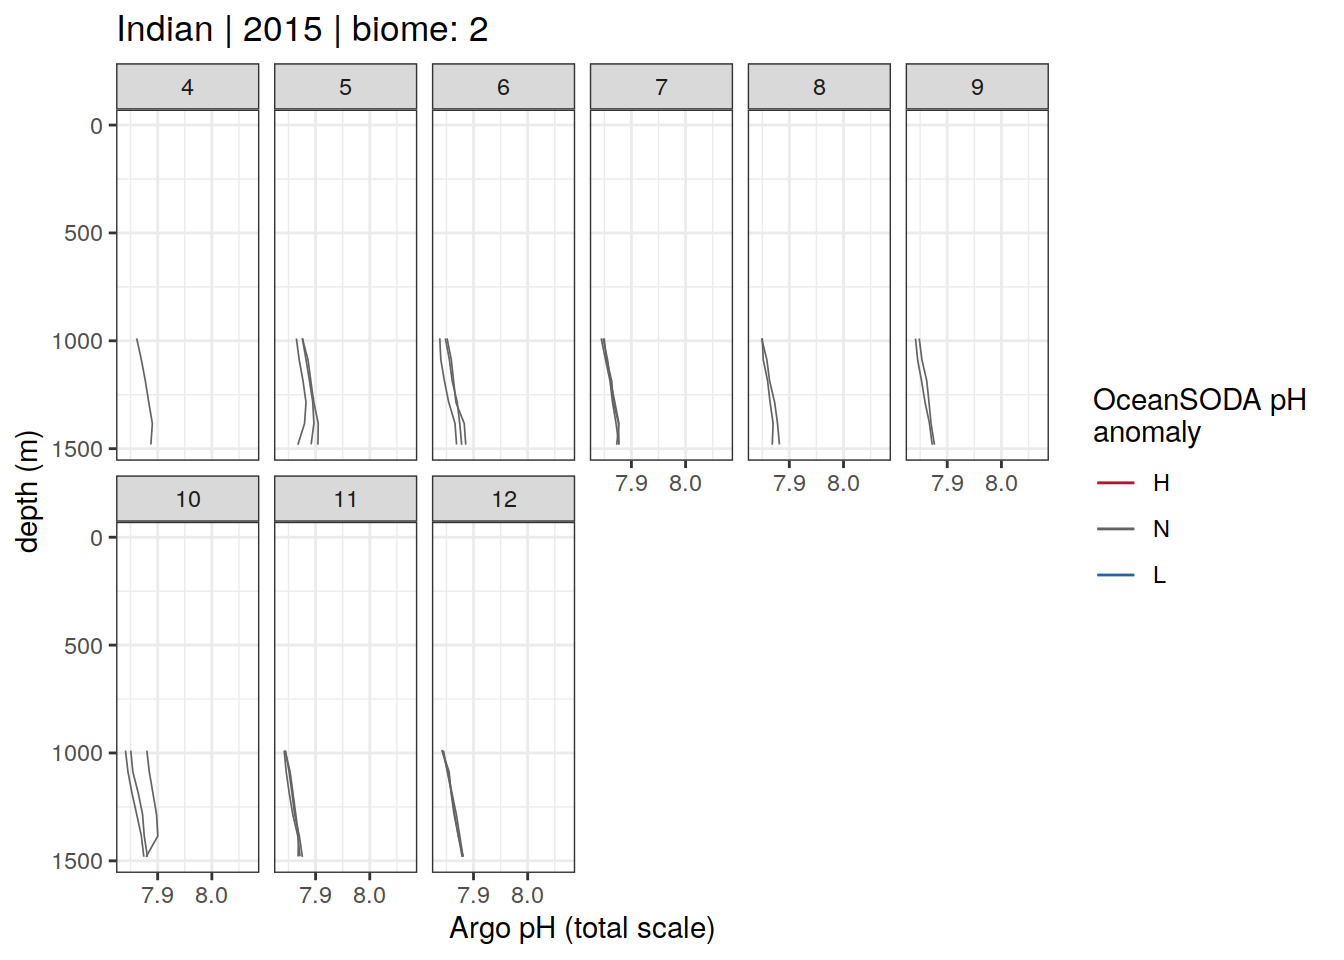 Indian | 2015 | biome: 2
4 5 6 7 8 9
0
500
1000
1500
7.9 8.0 7.9 8.0 7.9 8.0
10 11 12
0
500
1000
1500
7.9 8.0 7.9 8.0 7.9 8.0
depth (m)
Argo pH (total scale)
OceanSODA pH
anomaly
H
N
L